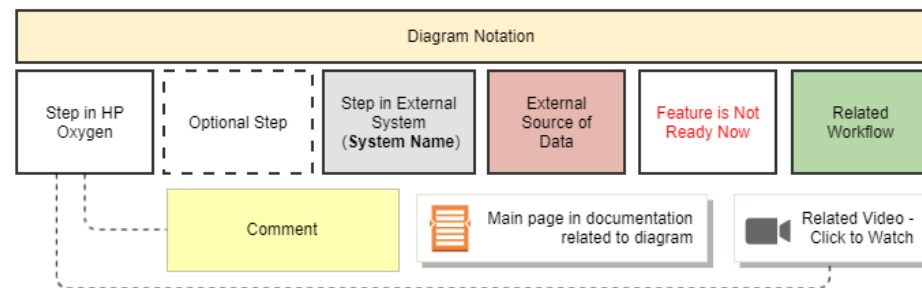 Diagram Notation
Step in HP
Oxygen
Optional Step
Step in External
System
(System Name)
External
Source of
Data
Feature is Not
Ready Now
Related
Workflow
Comment
Main page in documentation
related to diagram
Related Video -
Click to Watch